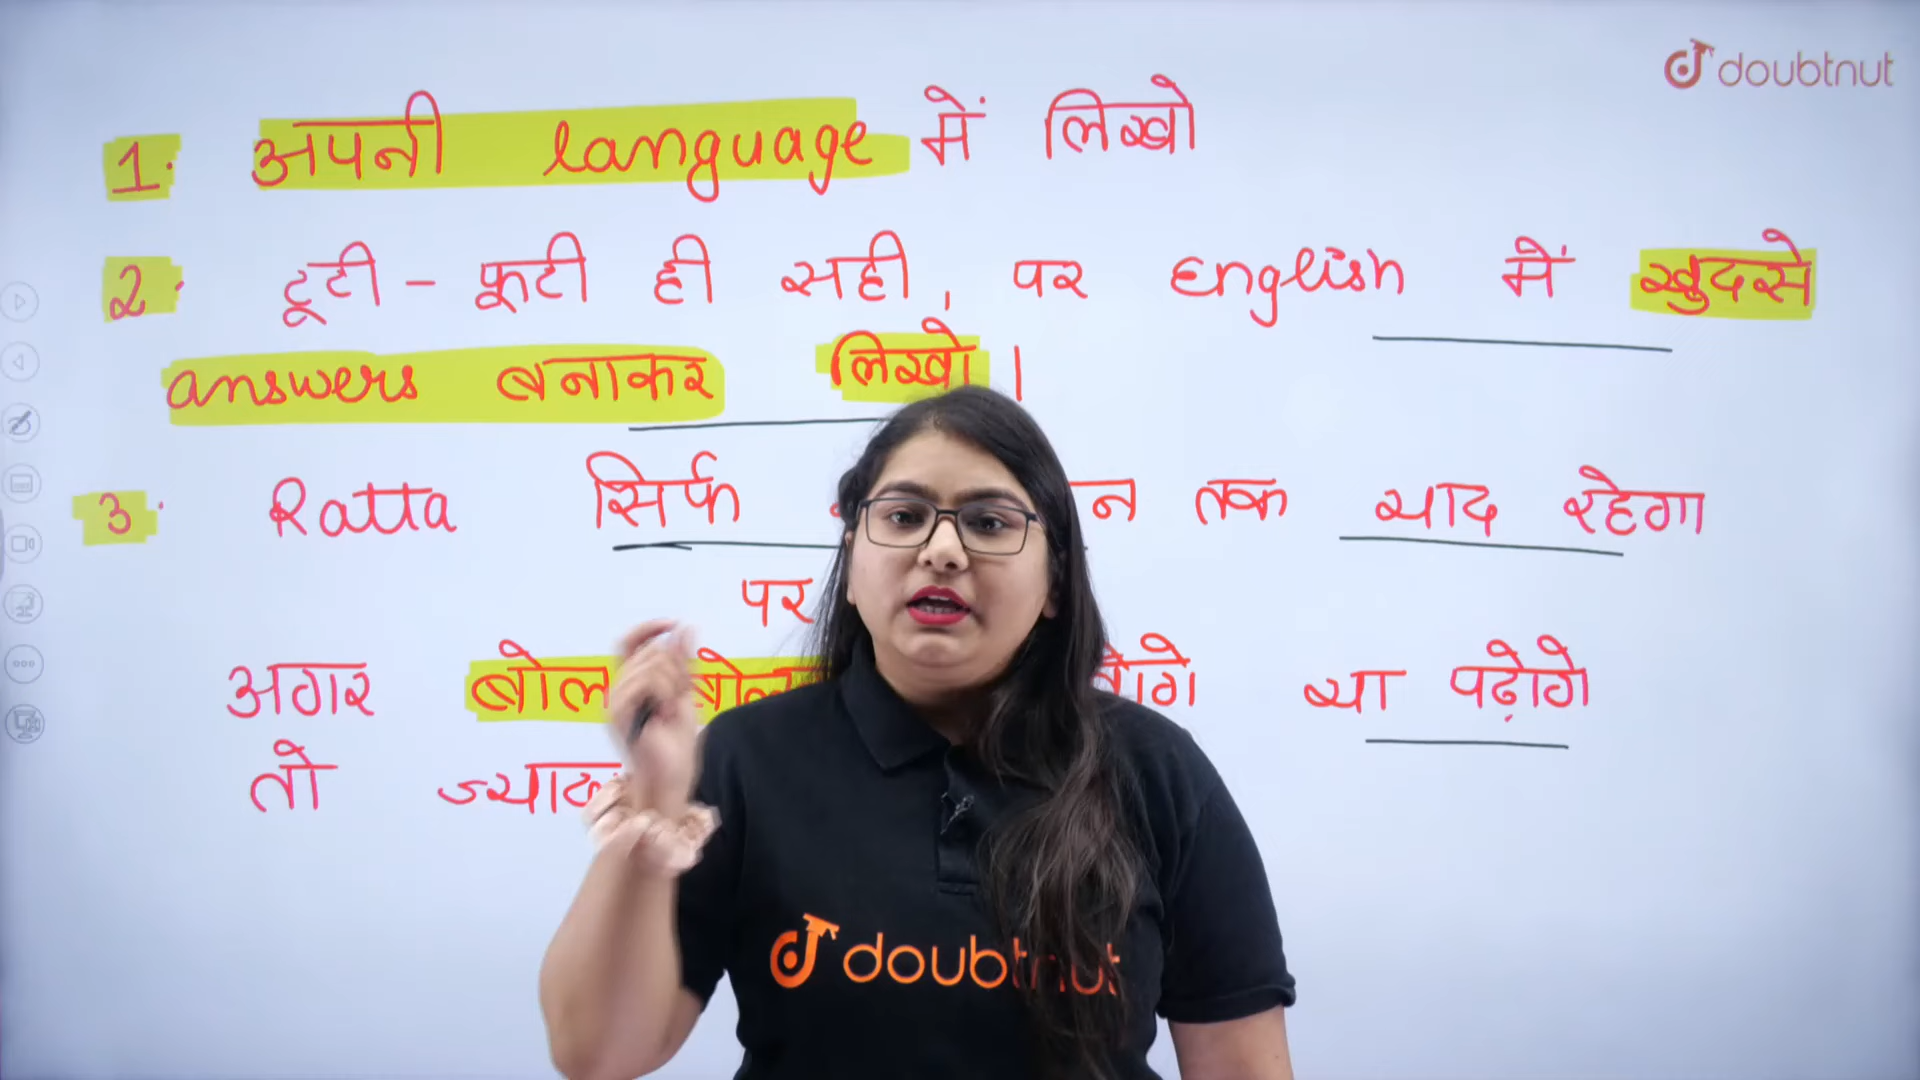 doubtnut
1. अपनी language में लिखो
2. टूटी - फूटी ही सही, पर English में खुदसे
answers बनाकर लिखो ।
3. Ratta सिर्फ तक याद रहेगा
पर
अगर बोल या पढ़ोगे
तो
doubtnut